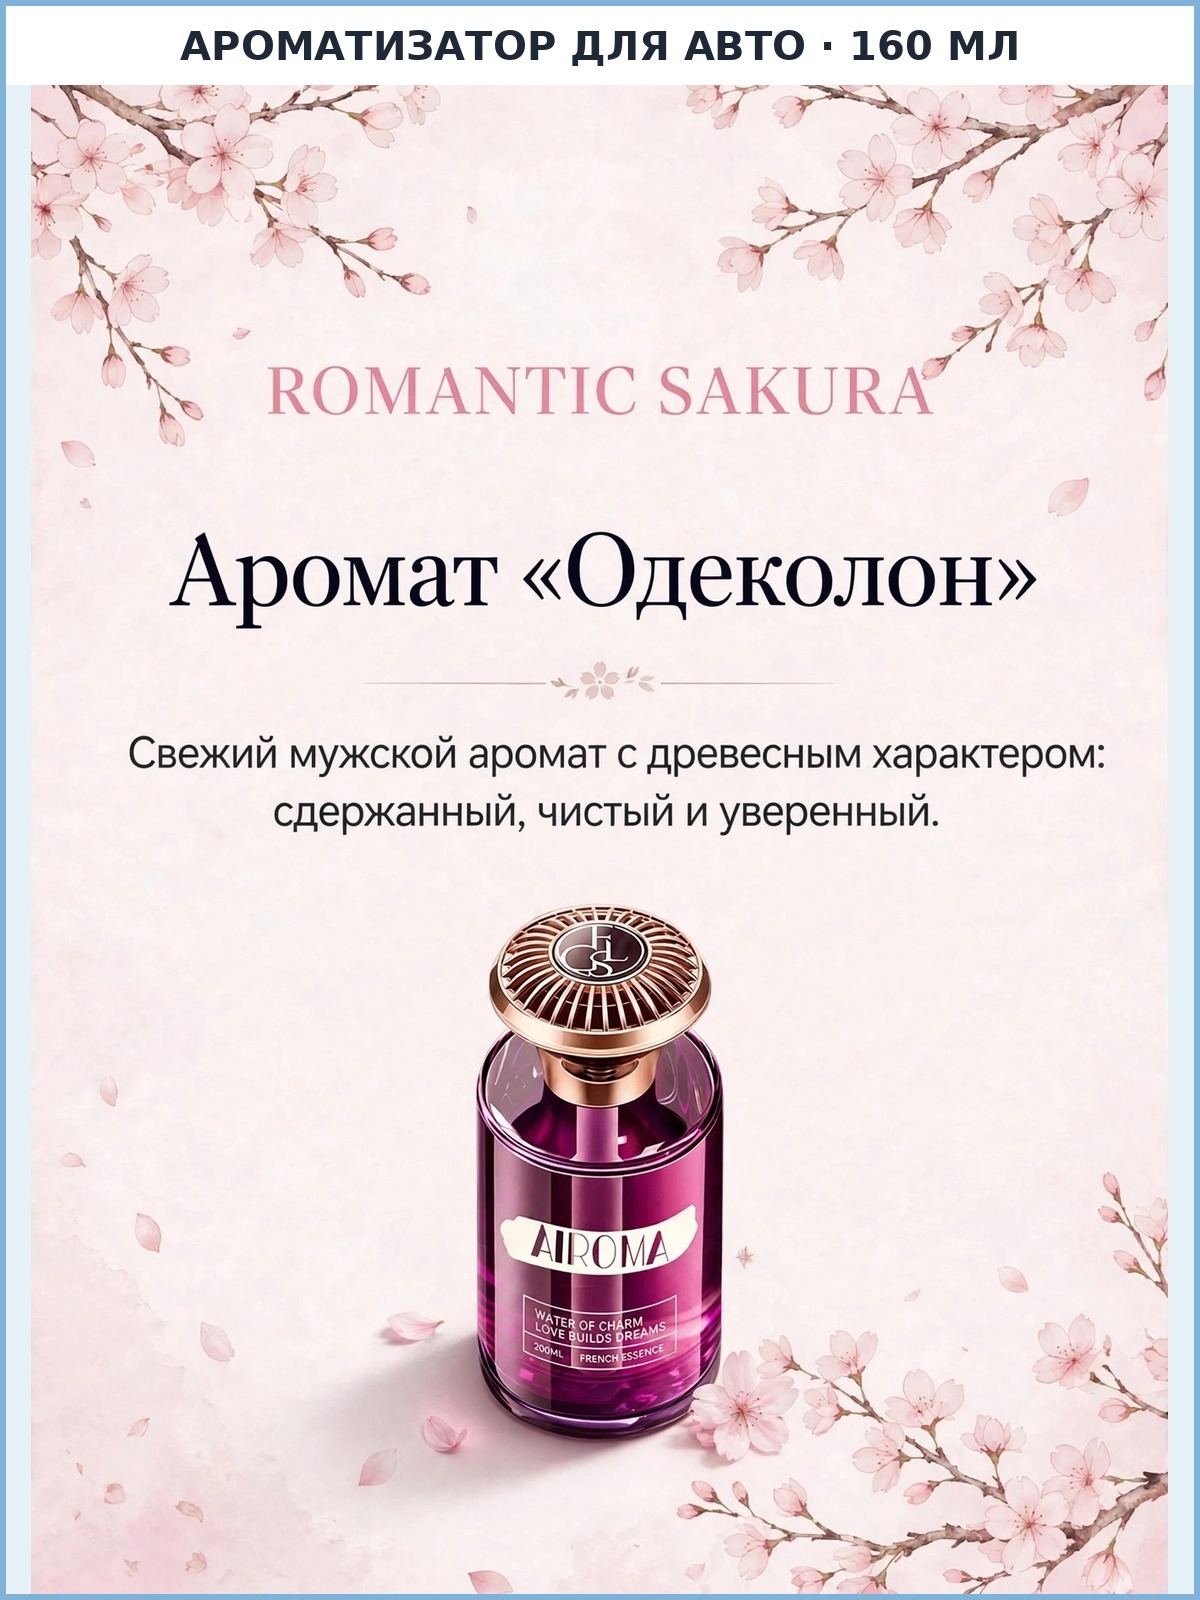 АРОМАТИЗАТОР ДЛЯ АВТО · 160 МЛ
ROMANTIC SAKURA
Аромат «Одеколон»
Свежий мужской аромат с древесным характером:
сдержанный, чистый и уверенный.
AIROMA
WATER OF CHARM
LOVE BUILDS DREAMS
200ML FRENCH ESSENCE